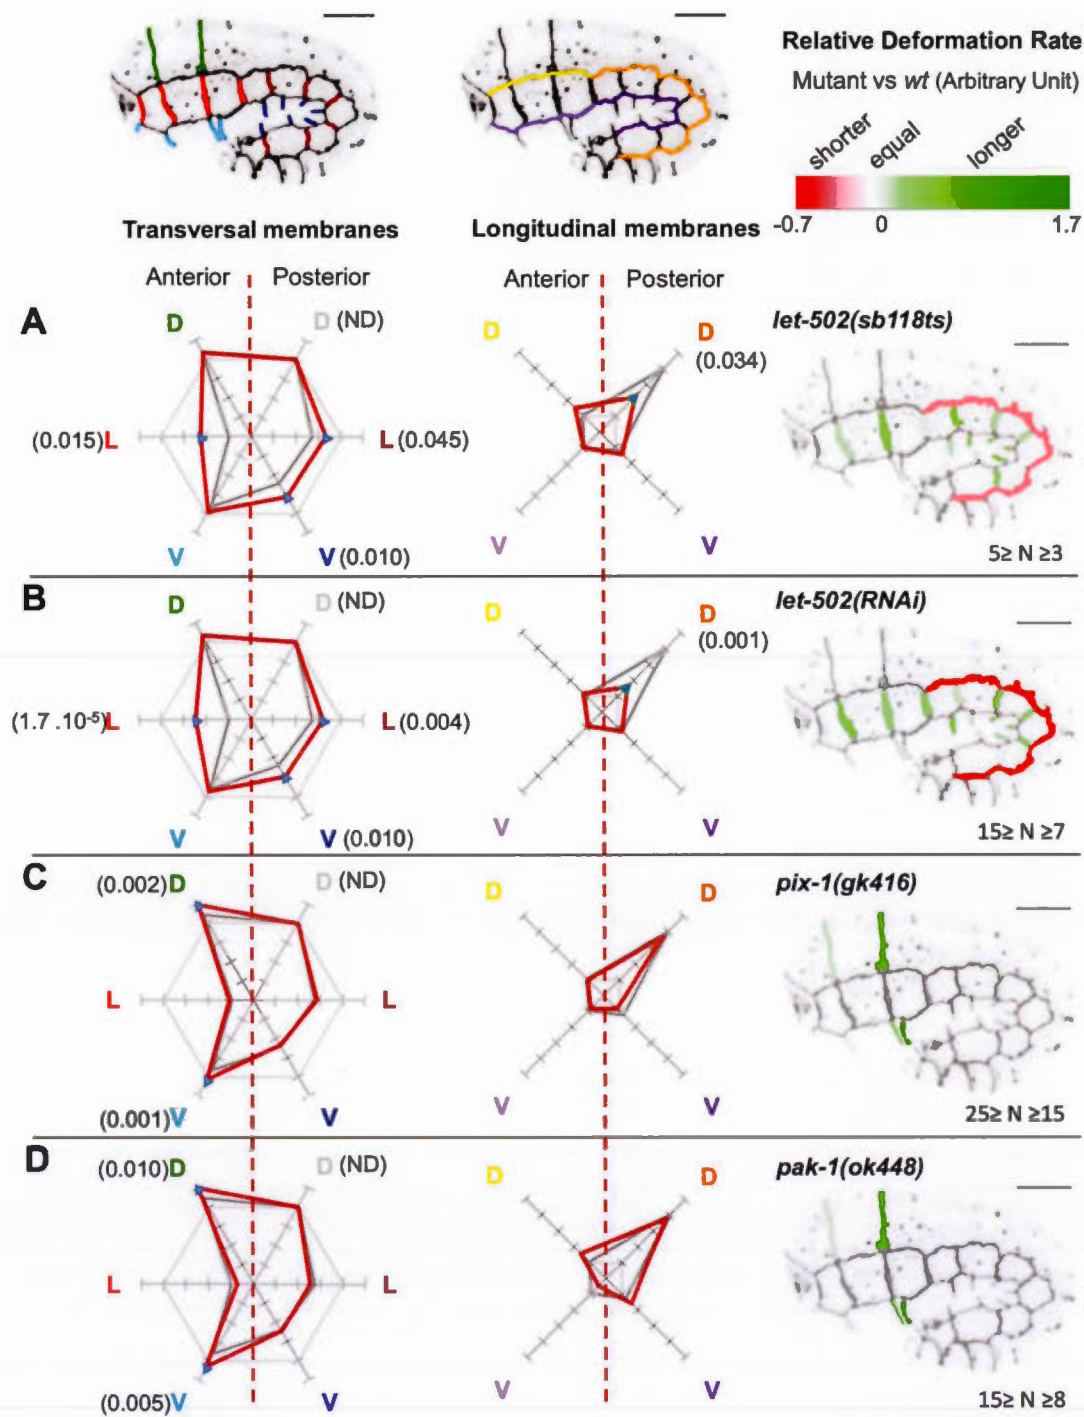 Relative Deformation Rate
Mutant vs wt (Arbitrary Unit)
shorter equal longer
-0.7 0 1.7
Transversal membranes Longitudinal membranes
Anterior Posterior Anterior Posterior
A D D (ND) D D let-502(sb118ts)
(0.034)
(0.015) L L (0.045)
V V (0.010) V V 5≥ N ≥3
B D D (ND) D D let-502(RNAi)
(0.001)
(1.7 .10-5) L L (0.004)
V V (0.010) V V 15≥ N ≥7
C (0.002) D D (ND) D D pix-1(gk416)
L L
(0.001) V V V V 25≥ N ≥15
D (0.010) D D (ND) D D pak-1(ok448)
L L
(0.005) V V V V 15≥ N ≥8